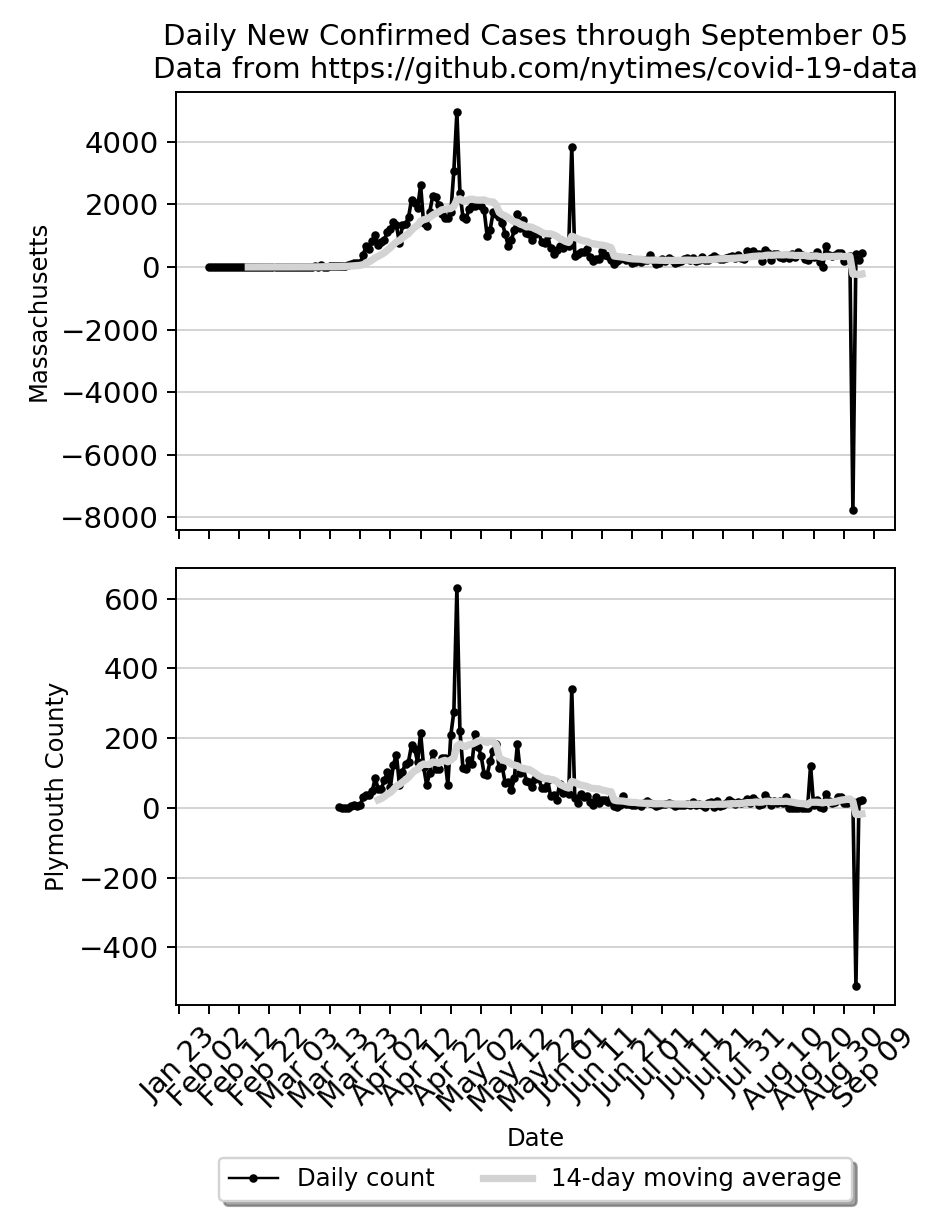 Daily New Confirmed Cases through September 05
Data from https://github.com/nytimes/covid-19-data
4000
2000
0
−2000
−4000
−6000
−8000
Massachusetts
600
400
200
0
−200
−400
Plymouth County
Jan 23
Feb 02
Feb 12
Feb 22
Mar 03
Mar 13
Mar 23
Apr 02
Apr 12
Apr 22
May 02
May 12
May 22
Jun 01
Jun 11
Jun 21
Jul 01
Jul 11
Jul 21
Jul 31
Aug 10
Aug 20
Aug 30
Sep 09
Date
Daily count
14-day moving average